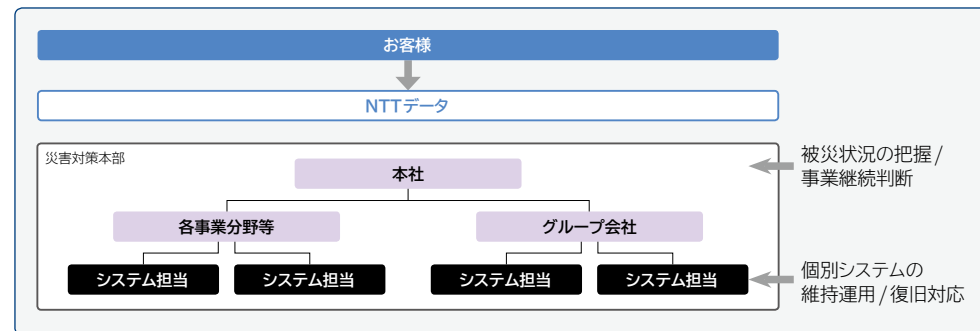 お客様
NTTデータ
災害対策本部
本社
被災状況の把握/
事業継続判断
各事業分野等
グループ会社
システム担当
システム担当
システム担当
システム担当
個別システムの
維持運用/復旧対応